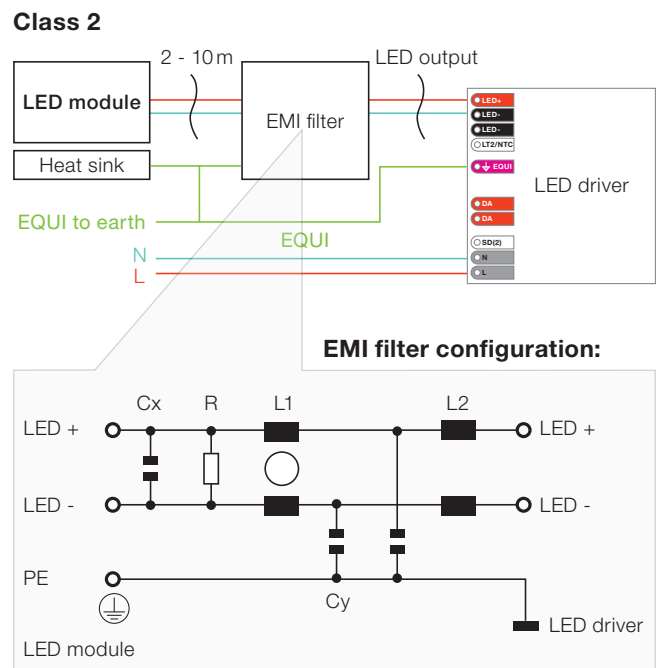 Class 2
2 - 10 m
LED output
LED module
EMI filter
LED+
LED-
LED-
LT2/NTC
EQUI
Heat sink
LED driver
DA
DA
EQUI to earth
EQUI
SD(2)
N
N
L
L
EMI filter configuration:
Cx
R
L1
L2
LED +
LED +
LED -
LED -
PE
Cy
LED driver
LED module